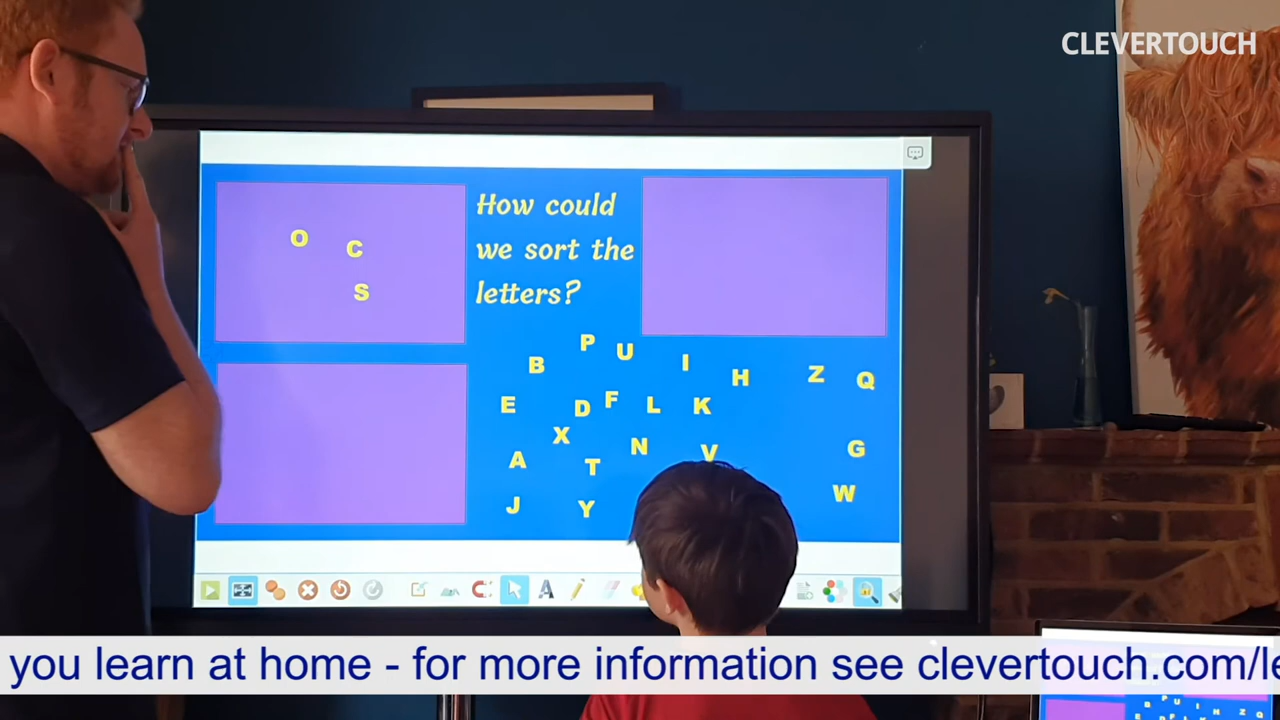 CLEVERTOUCH
How could
we sort the
letters?
O C
S
P U I
B H Z Q
E D F L K
X N V G
A T
J Y W
A
you learn at home - for more information see clevertouch.com/le